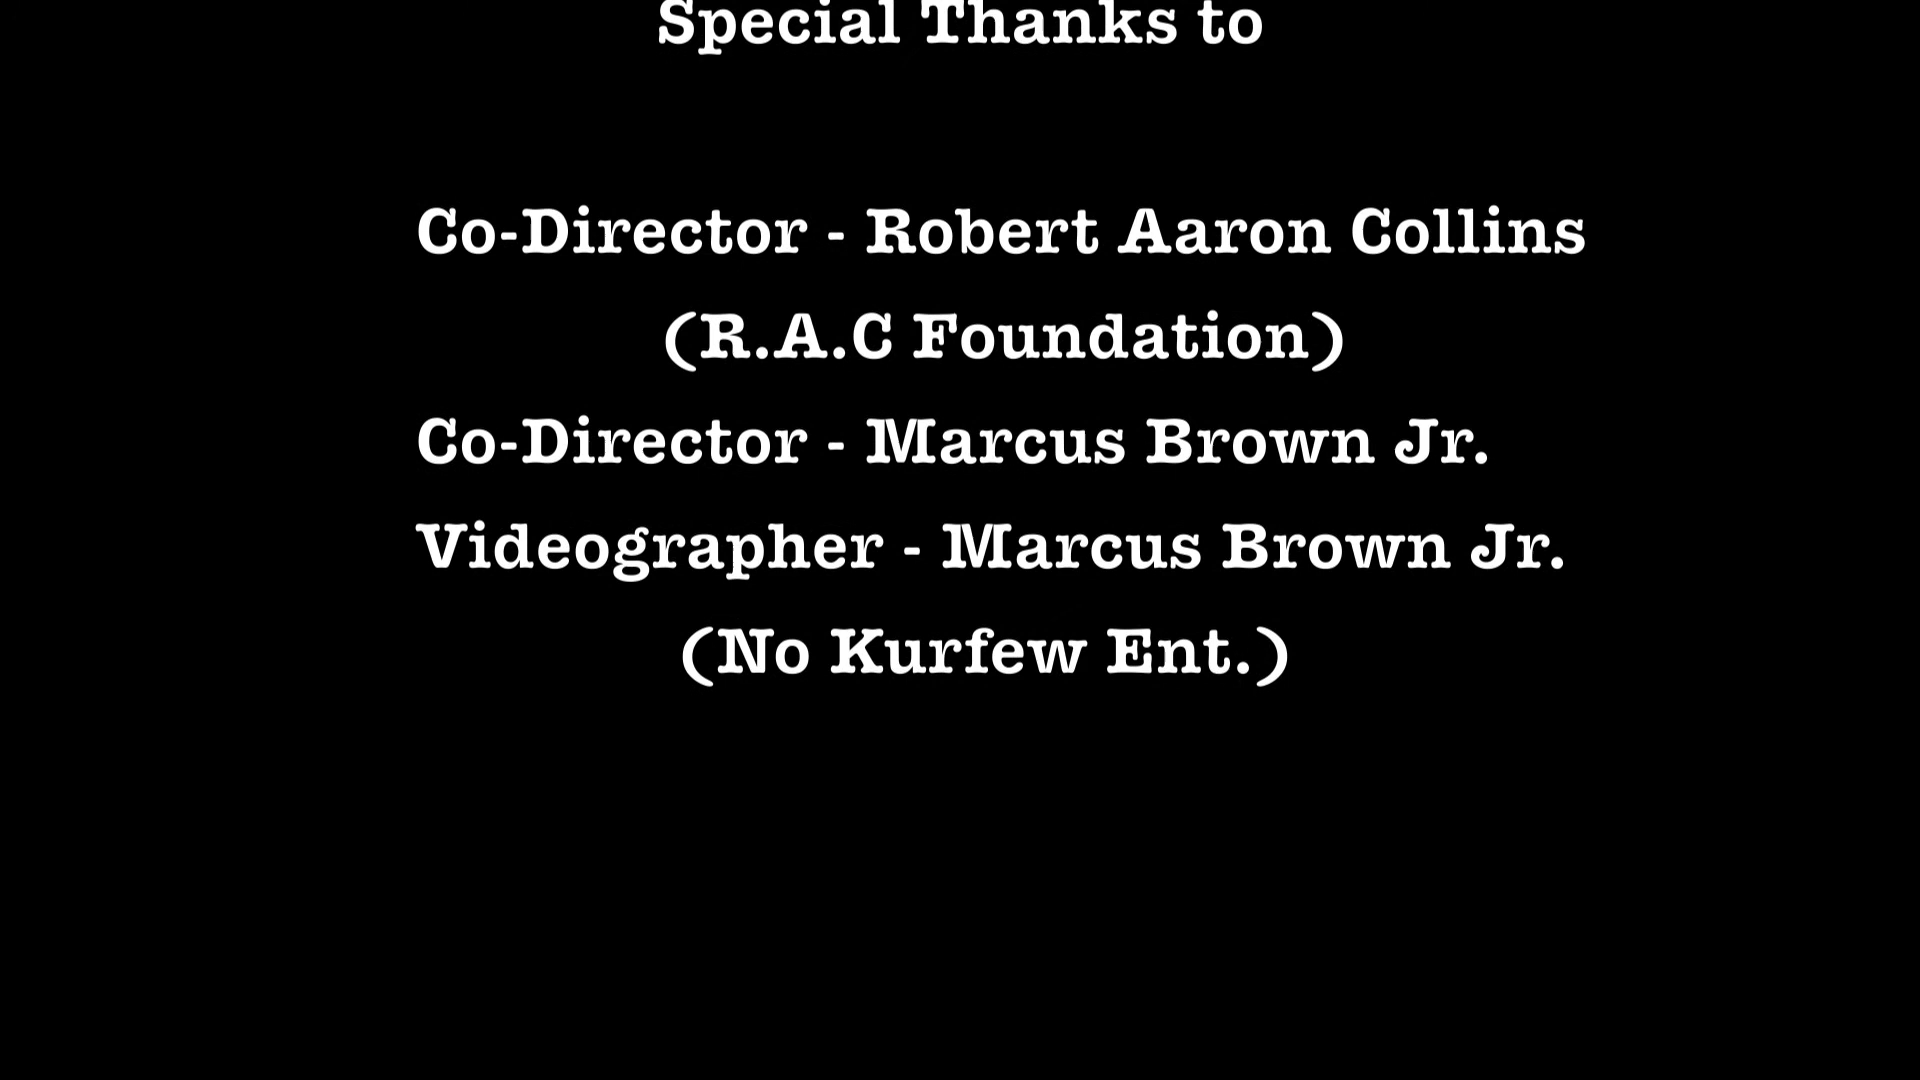 Special Thanks to
Co-Director - Robert Aaron Collins
(R.A.C Foundation)
Co-Director - Marcus Brown Jr.
Videographer - Marcus Brown Jr.
(No Kurfew Ent.)